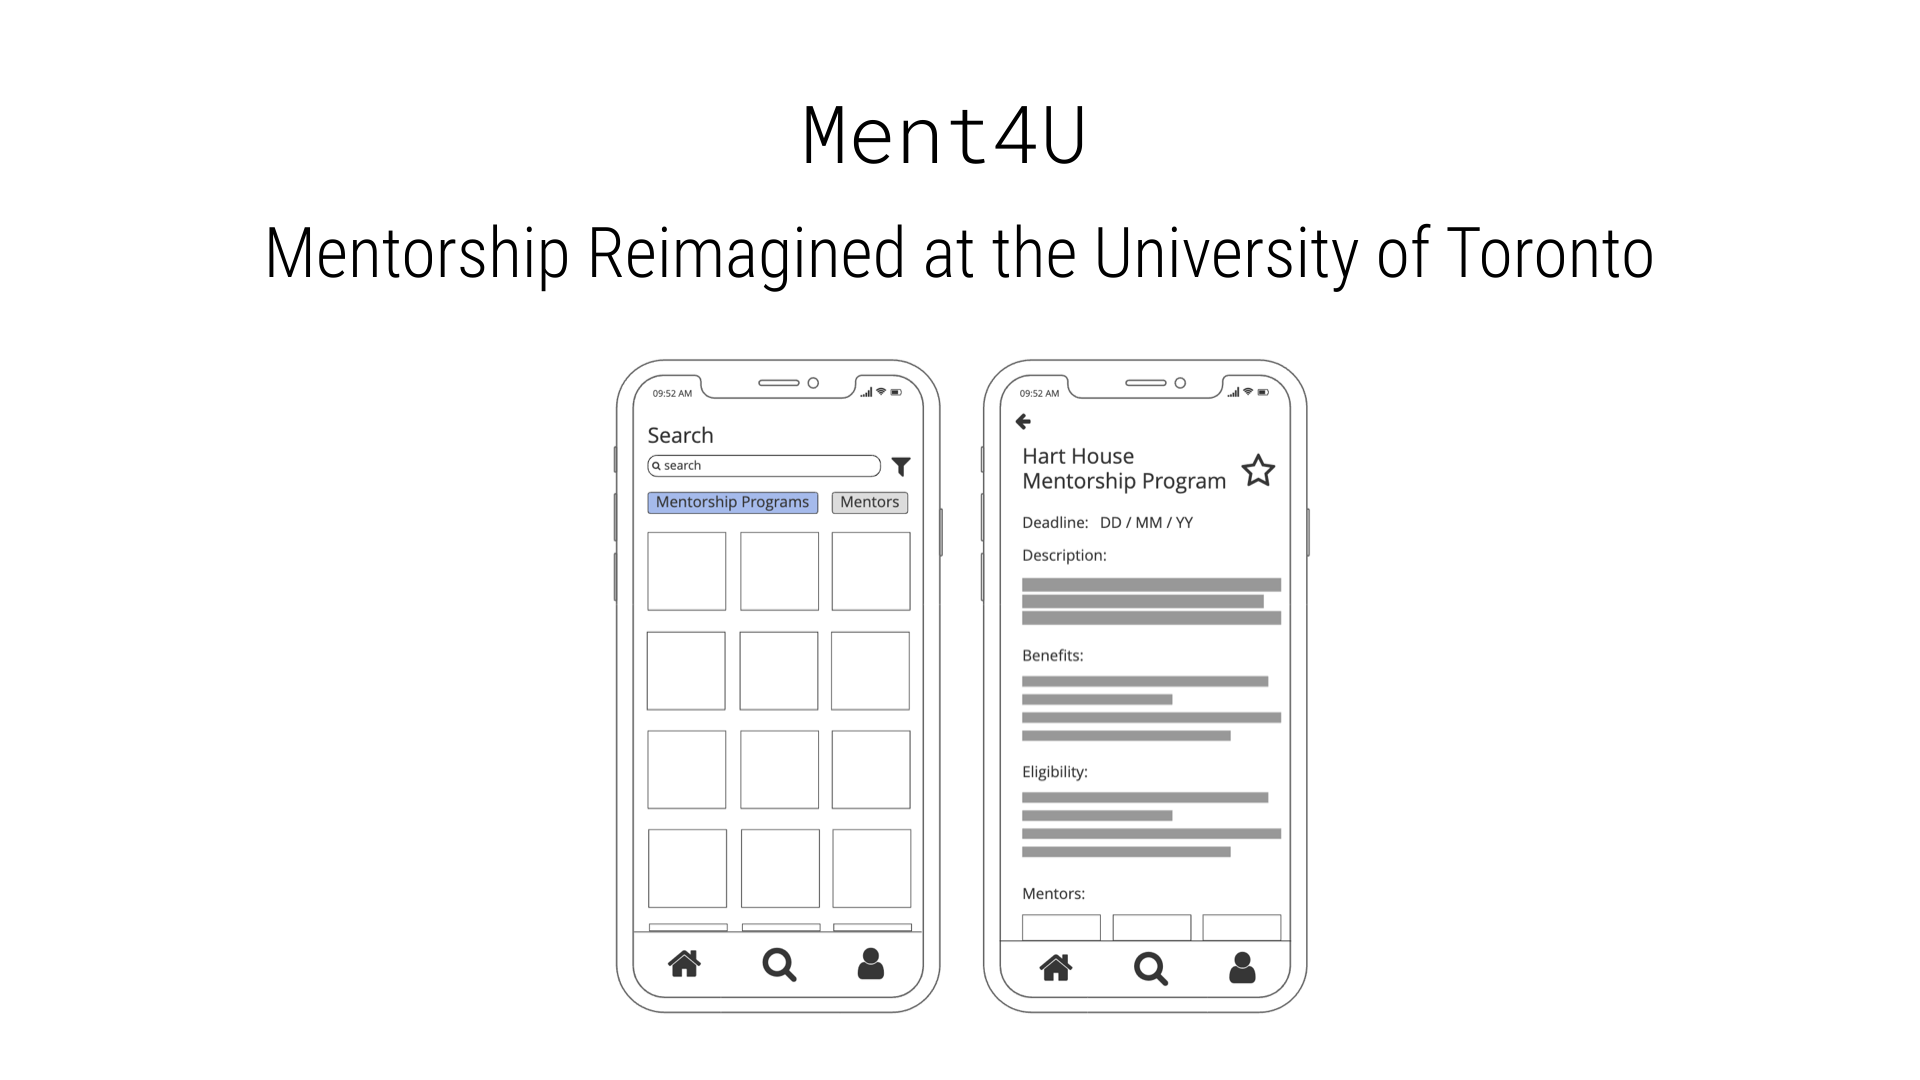 Ment4U
Mentorship Reimagined at the University of Toronto
09:52 AM
Search
search
Mentorship Programs
Mentors
09:52 AM
Hart House
Mentorship Program
Deadline: DD / MM / YY
Description:
Benefits:
Eligibility:
Mentors: